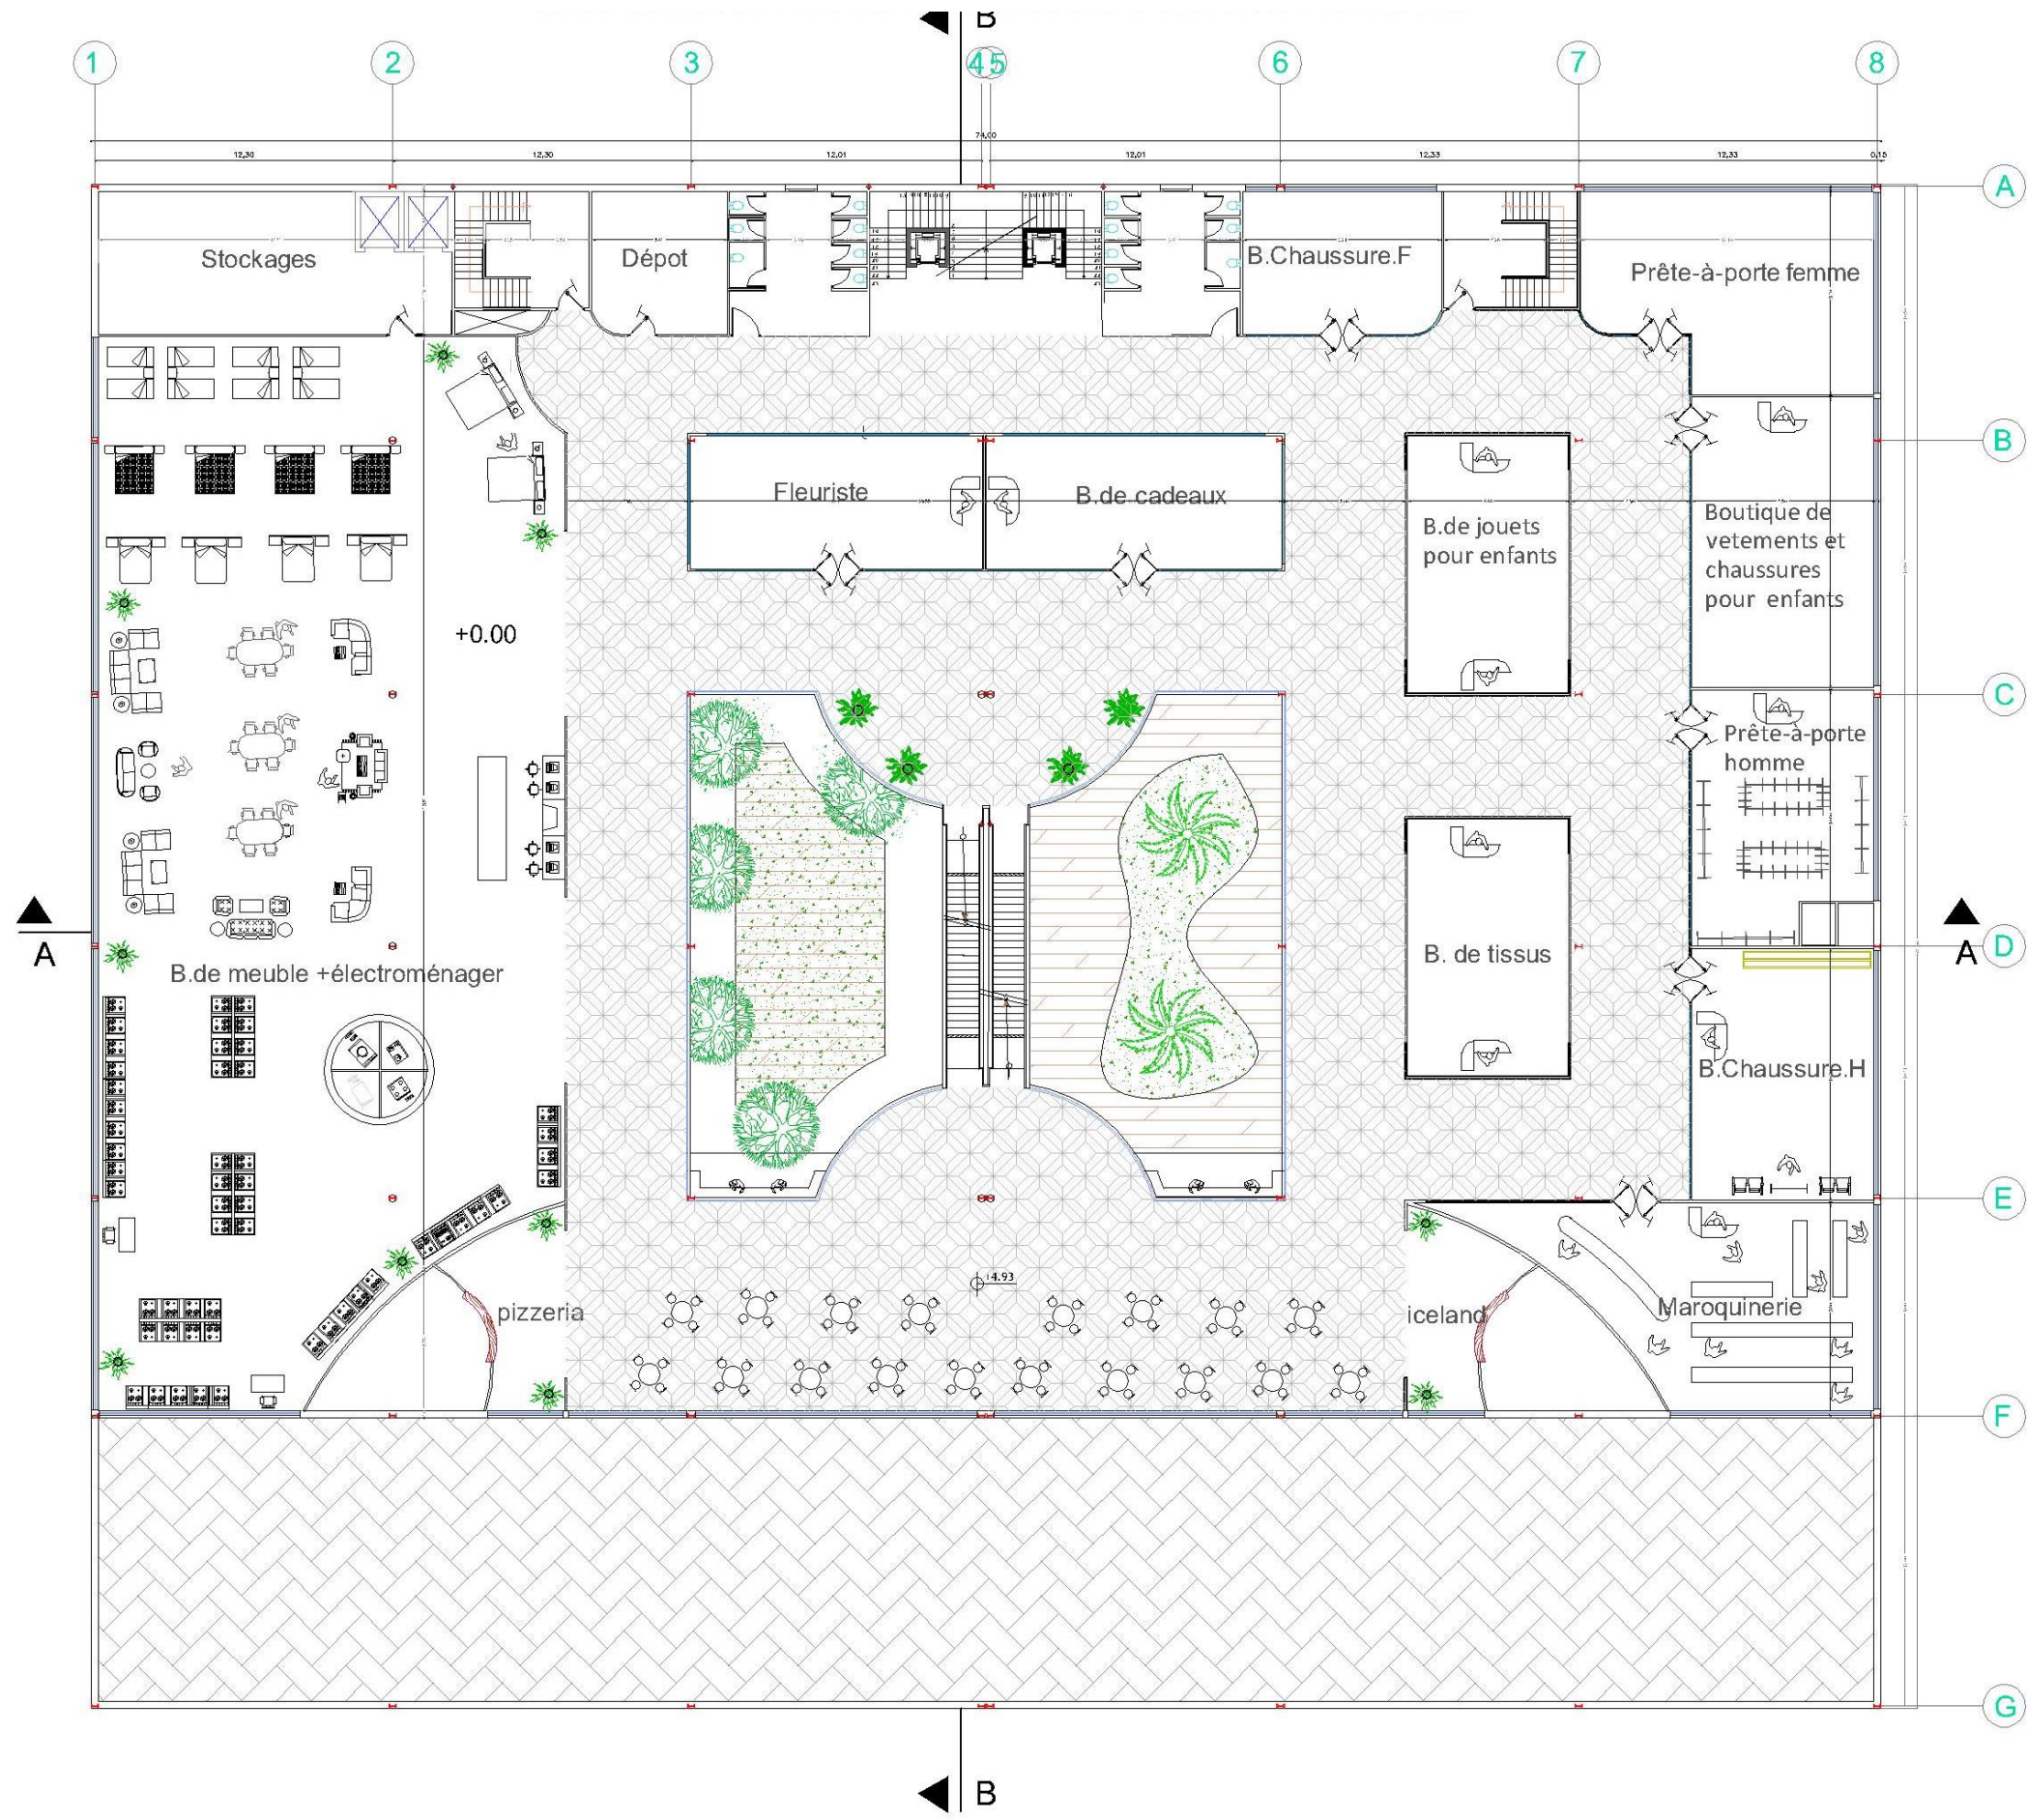 B
1 2 3 4 5 6 7 8
74,00
12,30 12,30 12,01 12,01 12,33 12,33 0,15
A
Stockages
Dépot
B.Chaussure.F
Prête-à-porte femme
B
Fleuriste
B.de cadeaux
B.de jouets
pour enfants
Boutique de
vetements et
chaussures
pour enfants
+0.00
C
Prête-à-porte
homme
A
B.de meuble +électroménager
B. de tissus
A
D
B.Chaussure.H
E
pizzeria
iceland
Maroquinerie
F
G
B